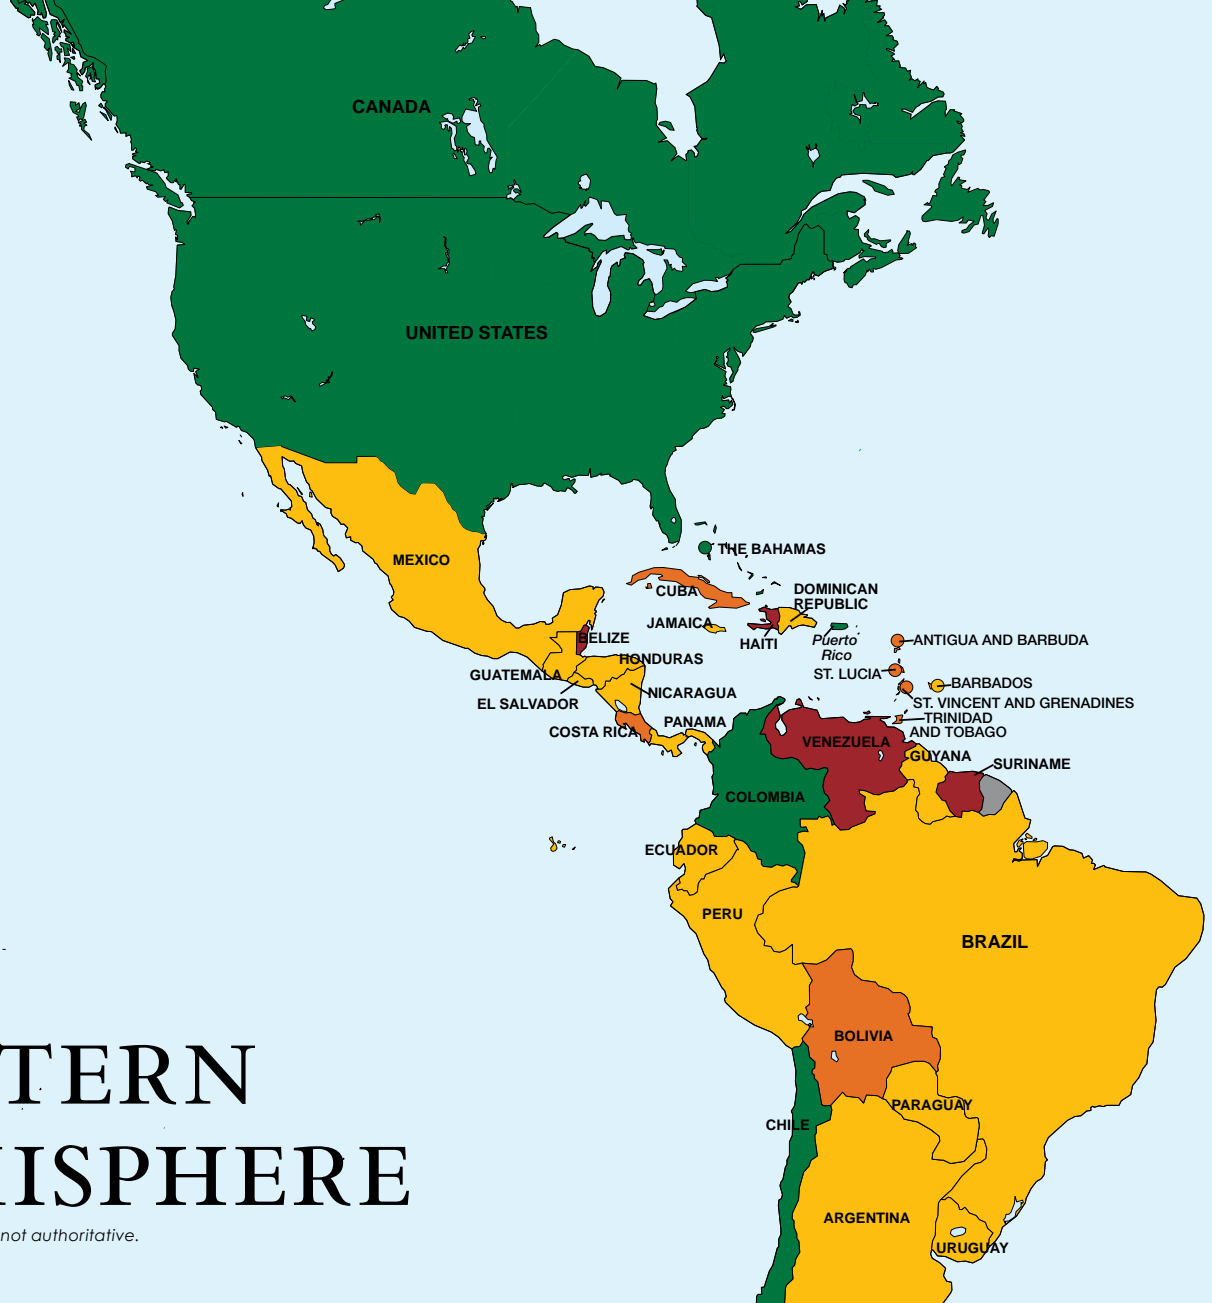 CANADA
UNITED STATES
MEXICO
THE BAHAMAS
CUBA
DOMINICAN
REPUBLIC
JAMAICA
HAITI
Puerto
Rico
BELIZE
ANTIGUA AND BARBUDA
HONDURAS
ST. LUCIA
GUATEMALA
BARBADOS
EL SALVADOR
NICARAGUA
ST. VINCENT AND GRENADINES
COSTA RICA
PANAMA
TRINIDAD
AND TOBAGO
VENEZUELA
GUYANA
SURINAME
COLOMBIA
ECUADOR
PERU
BRAZIL
BOLIVIA
TERN
PARAGUAY
CHILE
ISPHERE
ARGENTINA
not authoritative.
URUGUAY